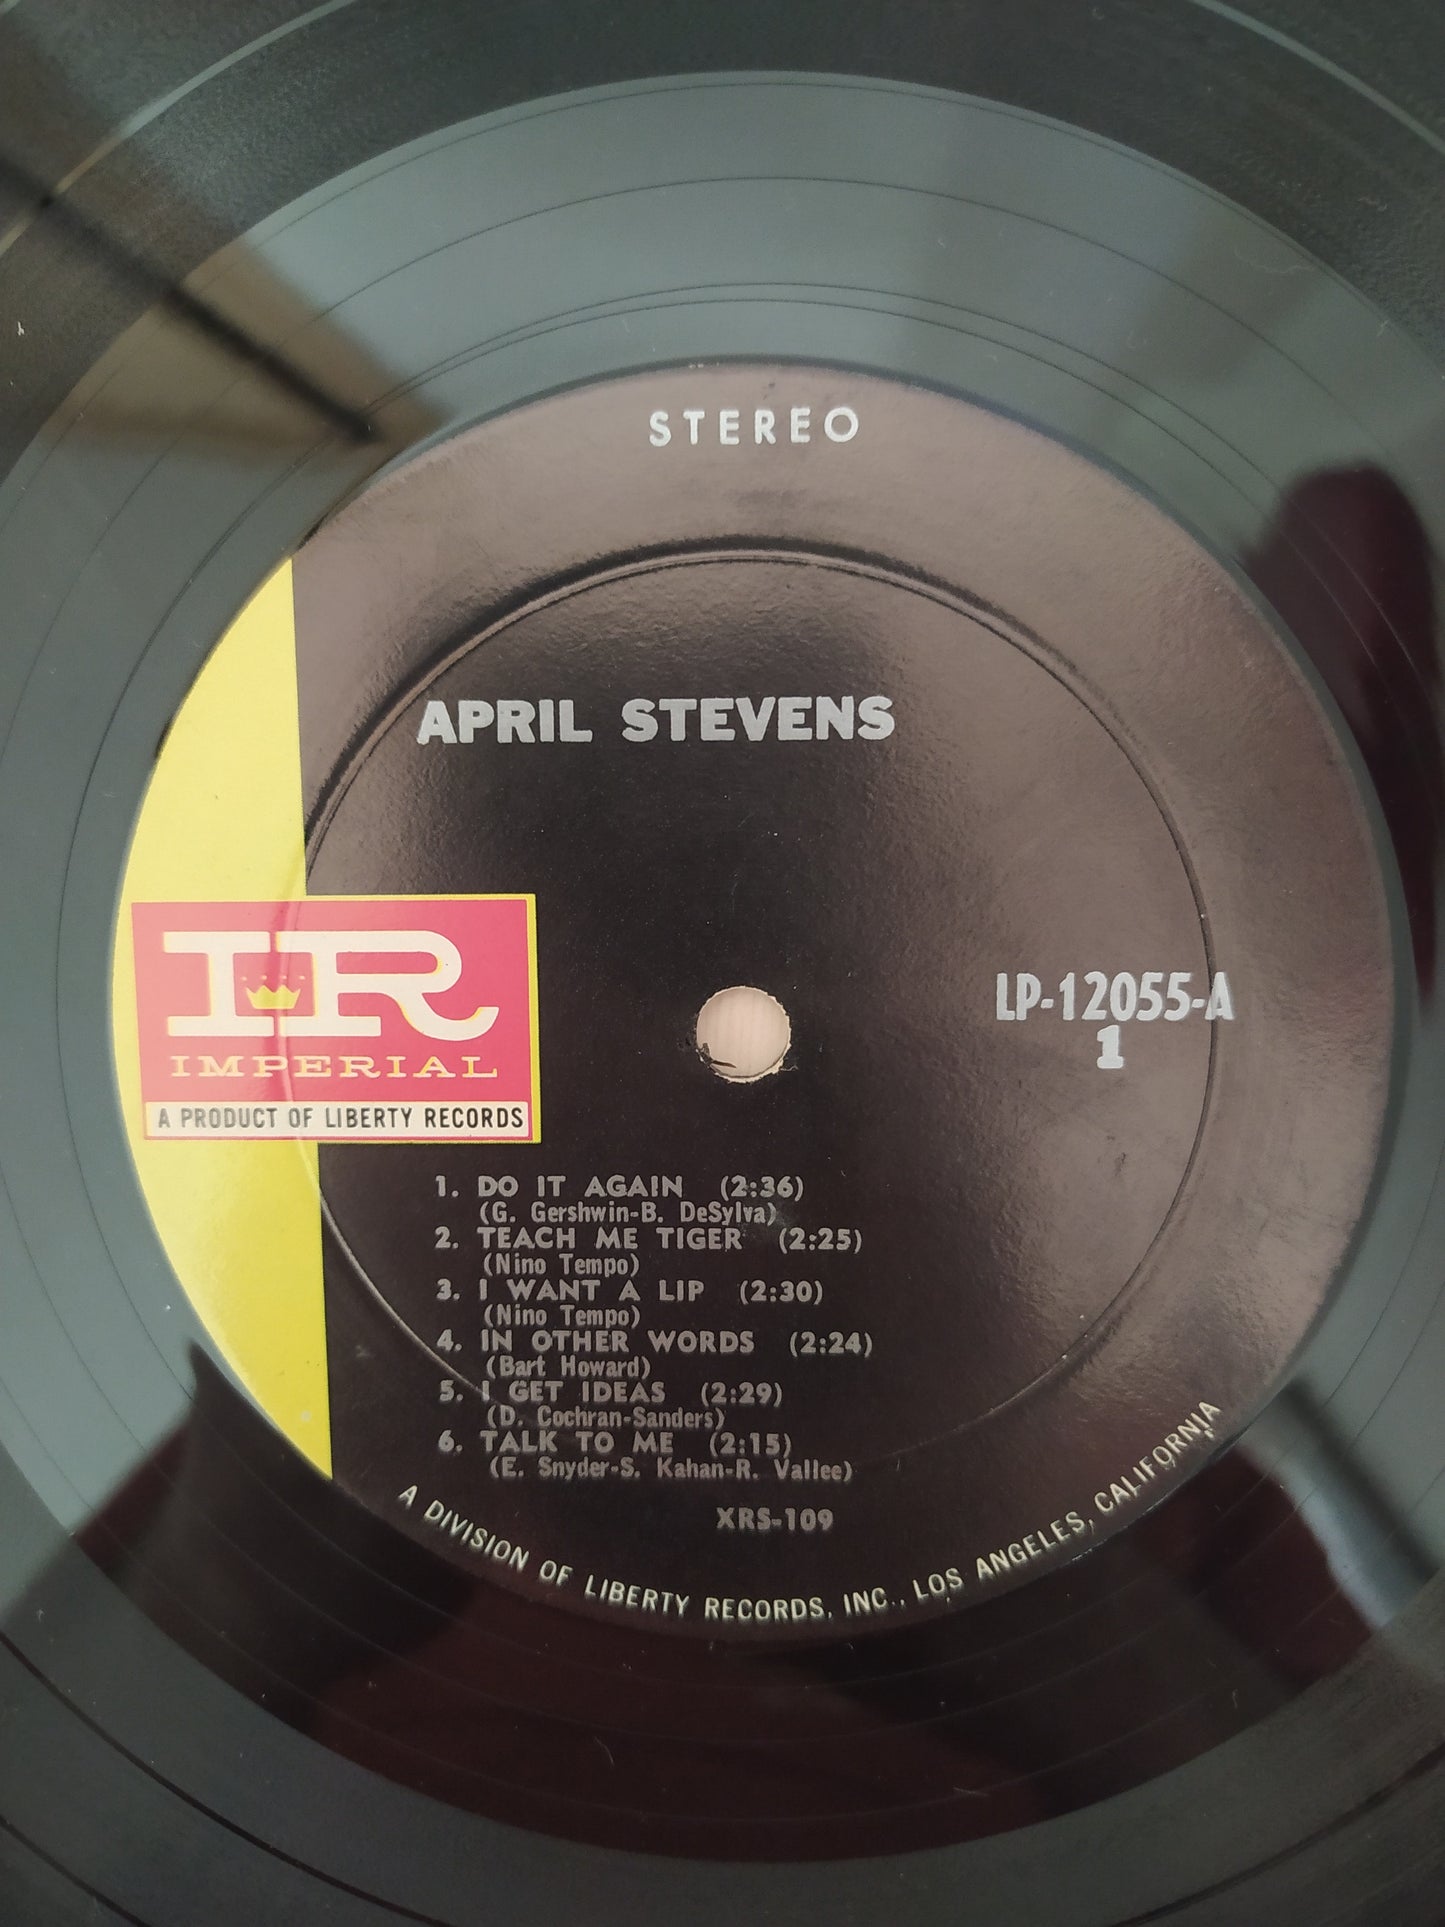 STEREO
APRIL STEVENS
IR
IMPERIAL
A PRODUCT OF LIBERTY RECORDS
LP-12055-A
1
1. DO IT AGAIN (2:36)
(G. Gershwin-B. DeSylva)
2. TEACH ME TIGER (2:25)
(Nino Tempo)
3. I WANT A LIP (2:30)
(Nino Tempo)
4. IN OTHER WORDS (2:24)
(Bart Howard)
5. I GET IDEAS (2:29)
(D. Cochran-Sanders)
6. TALK TO ME (2:15)
(E. Snyder-S. Kahan-R. Vallee)
XRS-109
A DIVISION OF LIBERTY RECORDS, INC., LOS ANGELES, CALIFORNIA